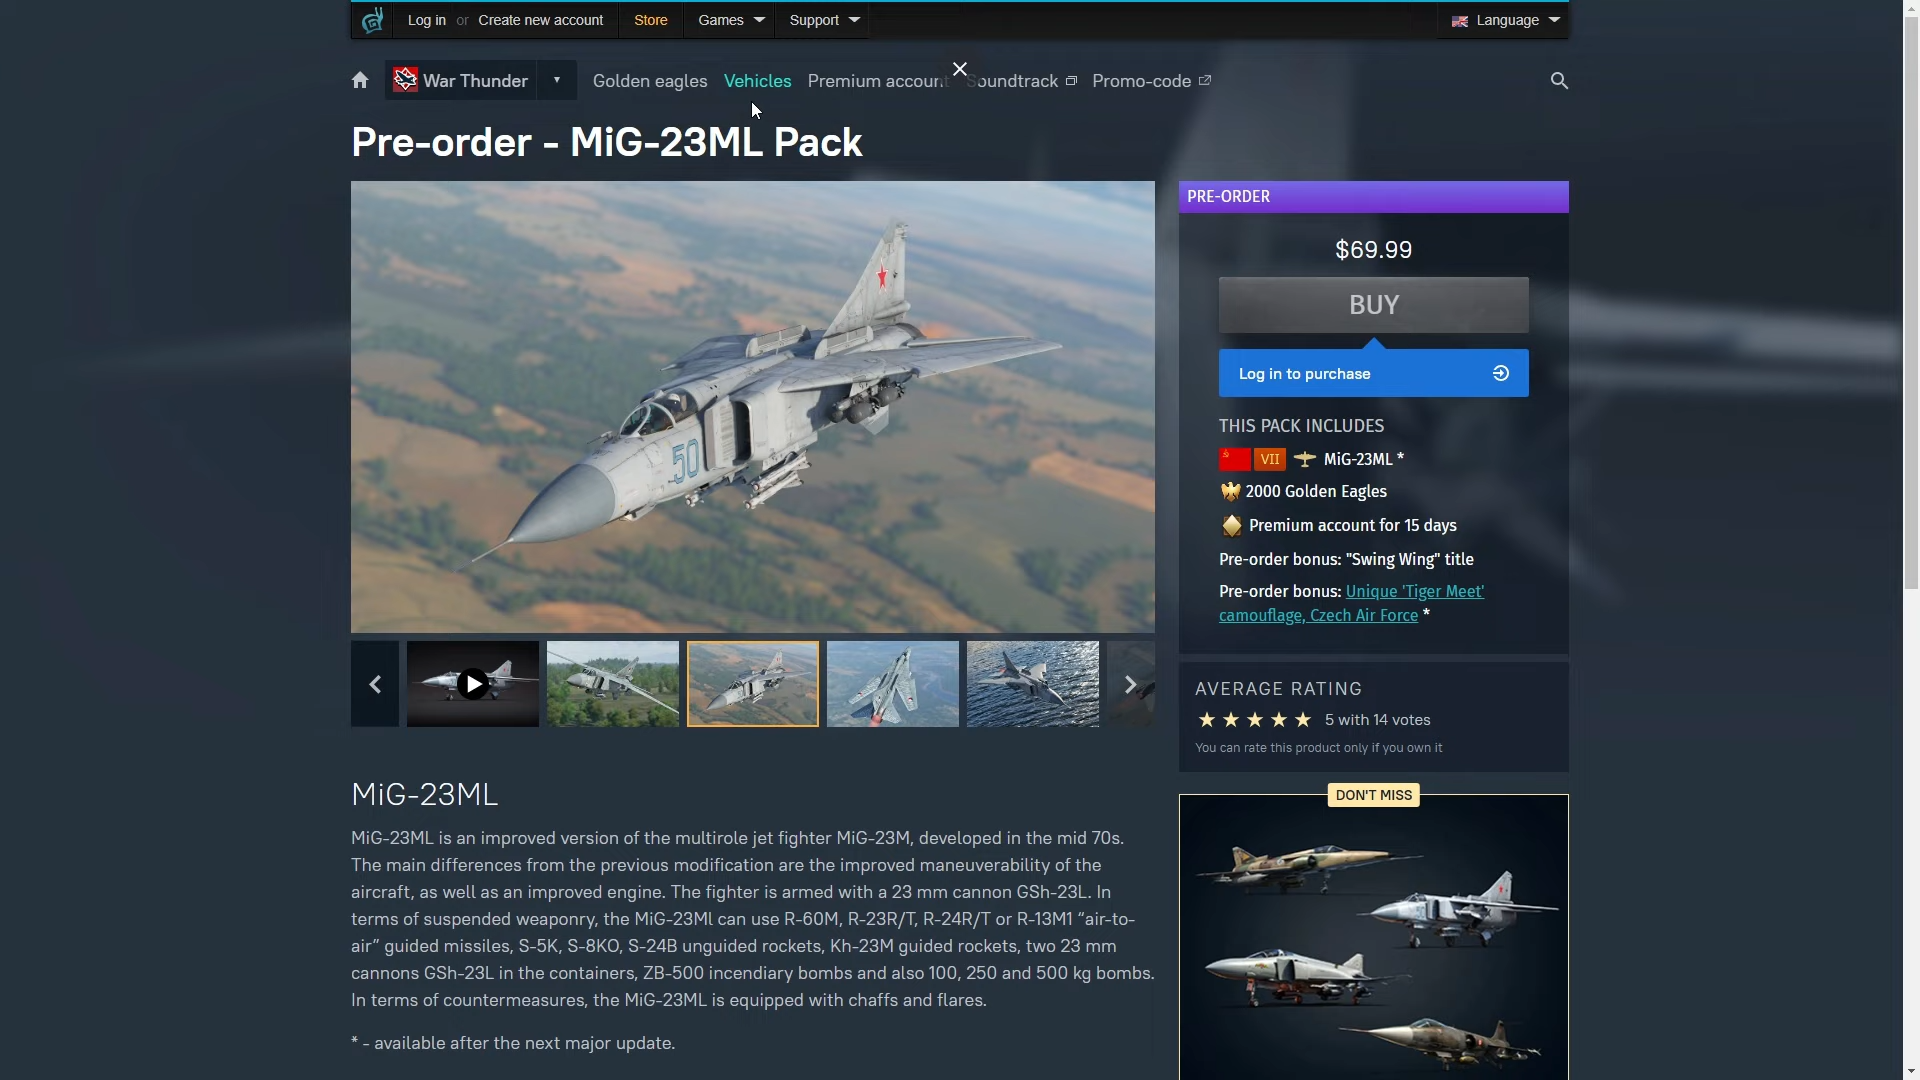 Log in or Create new account Store Games Support Language
War Thunder Golden eagles Vehicles Premium account Soundtrack Promo-code
Pre-order - MiG-23ML Pack
50
PRE-ORDER
$69.99
BUY
Log in to purchase
THIS PACK INCLUDES
VII MiG-23ML *
2000 Golden Eagles
Premium account for 15 days
Pre-order bonus: "Swing Wing" title
Pre-order bonus: Unique 'Tiger Meet'
camouflage, Czech Air Force *
AVERAGE RATING
5 with 14 votes
You can rate this product only if you own it
DON'T MISS
MiG-23ML
MiG-23ML is an improved version of the multirole jet fighter MiG-23M, developed in the mid 70s.
The main differences from the previous modification are the improved maneuverability of the
aircraft, as well as an improved engine. The fighter is armed with a 23 mm cannon GSh-23L. In
terms of suspended weaponry, the MiG-23Ml can use R-60M, R-23R/T, R-24R/T or R-13M1 “air-to-
air” guided missiles, S-5K, S-8KO, S-24B unguided rockets, Kh-23M guided rockets, two 23 mm
cannons GSh-23L in the containers, ZB-500 incendiary bombs and also 100, 250 and 500 kg bombs.
In terms of countermeasures, the MiG-23ML is equipped with chaffs and flares.
* - available after the next major update.